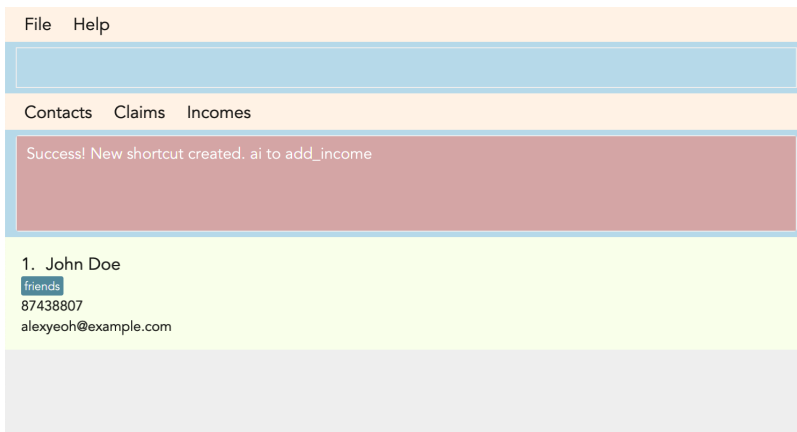 File Help
Contacts Claims Incomes
Success! New shortcut created. ai to add_income
1. John Doe
friends
87438807
alexyeoh@example.com